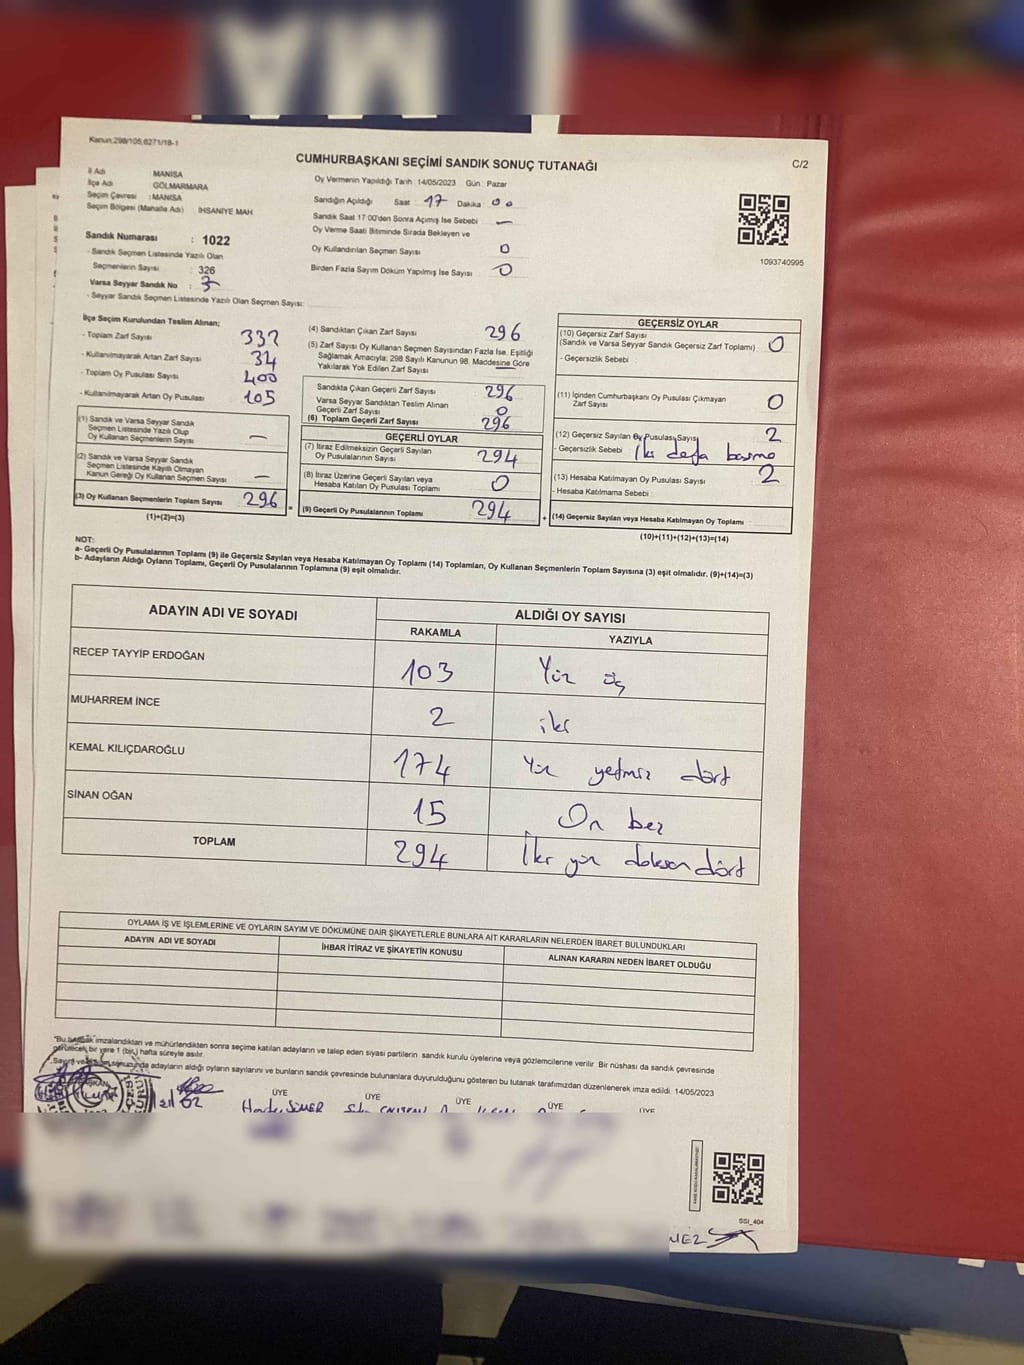 MA
Kanun;298/105,6271/18-1
CUMHURBAŞKANI SEÇİMİ SANDIK SONUÇ TUTANAĞI
C/2
İl Adı : MANİSA
İlçe Adı : GÖLMARMARA
Seçim Çevresi : MANİSA
Seçim Bölgesi (Mahalle Adı) : İHSANİYE MAH
Sandık Numarası : 1022
- Sandık Seçmen Listesinde Yazılı Olan
Seçmenlerin Sayısı : 326
Varsa Seyyar Sandık No :
- Seyyar Sandık Seçmen Listesinde Yazılı Olan Seçmen Sayısı:
Oy Vermenin Yapıldığı Tarih : 14/05/2023 Gün : Pazar
Sandığın Açıldığı Saat 17 Dakika 00
Sandık Saat 17:00'den Sonra Açımış İse Sebebi —
Oy Verme Saati Bitiminde Sırada Bekleyen ve
Oy Kullandırılan Seçmen Sayısı 0
Birden Fazla Sayım Döküm Yapılmış İse Sayısı 0
1093740995
İlçe Seçim Kurulundan Teslim Alınan;
- Toplam Zarf Sayısı 332
- Kullanılmayarak Artan Zarf Sayısı 34
- Toplam Oy Pusulası Sayısı 400
- Kullanılmayarak Artan Oy Pusulası 105
(1) Sandık ve Varsa Seyyar Sandık
Seçmen Listesinde Yazılı Olup
Oy Kullanan Seçmenlerin Sayısı —
(2) Sandık ve Varsa Seyyar Sandık
Seçmen Listesinde Kayıtlı Olmayan
Kanun Gereği Oy Kullanan Seçmen Sayısı —
(3) Oy Kullanan Seçmenlerin Toplam Sayısı 296
(1)+(2)=(3)
=
(4) Sandıktan Çıkan Zarf Sayısı 296
(5) Zarf Sayısı Oy Kullanan Seçmen Sayısından Fazla İse, Eşitliği
Sağlamak Amacıyla; 298 Sayılı Kanunun 98. Maddesine Göre
Yakılarak Yok Edilen Zarf Sayısı —
Sandıkta Çıkan Geçerli Zarf Sayısı 296
Varsa Seyyar Sandıktan Teslim Alınan
Geçerli Zarf Sayısı 0
(6) Toplam Geçerli Zarf Sayısı 296
GEÇERLİ OYLAR
(7) İtiraz Edilmeksizin Geçerli Sayılan
Oy Pusulalarının Sayısı 294
(8) İtiraz Üzerine Geçerli Sayılan veya
Hesaba Katılan Oy Pusulası Toplamı 0
(9) Geçerli Oy Pusulalarının Toplamı 294
+
GEÇERSİZ OYLAR
(10) Geçersiz Zarf Sayısı
(Sandık ve Varsa Seyyar Sandık Geçersiz Zarf Toplamı) 0
- Geçersizlik Sebebi
(11) İçinden Cumhurbaşkanı Oy Pusulası Çıkmayan
Zarf Sayısı 0
(12) Geçersiz Sayılan Oy Pusulası Sayısı 2
- Geçersizlik Sebebi İki defa basma
(13) Hesaba Katılmayan Oy Pusulası Sayısı 2
- Hesaba Katılmama Sebebi
(14) Geçersiz Sayılan veya Hesaba Katılmayan Oy Toplamı
(10)+(11)+(12)+(13)=(14)
NOT:
a- Geçerli Oy Pusulalarının Toplamı (9) ile Geçersiz Sayılan veya Hesaba Katılmayan Oy Toplamı (14) Toplamları, Oy Kullanan Seçmenlerin Toplam Sayısına (3) eşit olmalıdır. (9)+(14)=(3)
b- Adayların Aldığı Oyların Toplamı, Geçerli Oy Pusulalarının Toplamına (9) eşit olmalıdır.
ADAYIN ADI VE SOYADI ALDIĞI OY SAYISI
RAKAMLA YAZIYLA
RECEP TAYYİP ERDOĞAN 103 Yüz üç
MUHARREM İNCE 2 iki
KEMAL KILIÇDAROĞLU 174 Yüz yetmiz dört
SİNAN OĞAN 15 On bez
TOPLAM 294 İki yüz doksan dört
OYLAMA İŞ VE İŞLEMLERİNE VE OYLARIN SAYIM VE DÖKÜMÜNE DAİR ŞİKAYETLERLE BUNLARA AİT KARARLARIN NELERDEN İBARET BULUNDUKLARI
ADAYIN ADI VE SOYADI İHBAR İTİRAZ VE ŞİKAYETİN KONUSU ALINAN KARARIN NEDEN İBARET OLDUĞU
*Bu tutanak imzalandıktan ve mühürlendikten sonra seçime katılan adayların ve talep eden siyasi partilerin sandık kurulu üyelerine veya gözlemcilerine verilir. Bir nüshası da sandık çevresinde
görülecek bir yere 1 (bir) hafta süreyle asılır.
sonucunda adayların aldığı oyların sayılarını ve bunların sandık çevresinde bulunanlara duyurulduğunu gösteren bu tutanak tarafımızdan düzenlenerek imza edildi. 14/05/2023
BAŞKAN ÜYE ÜYE ÜYE ÜYE ÜYE
SSI_404